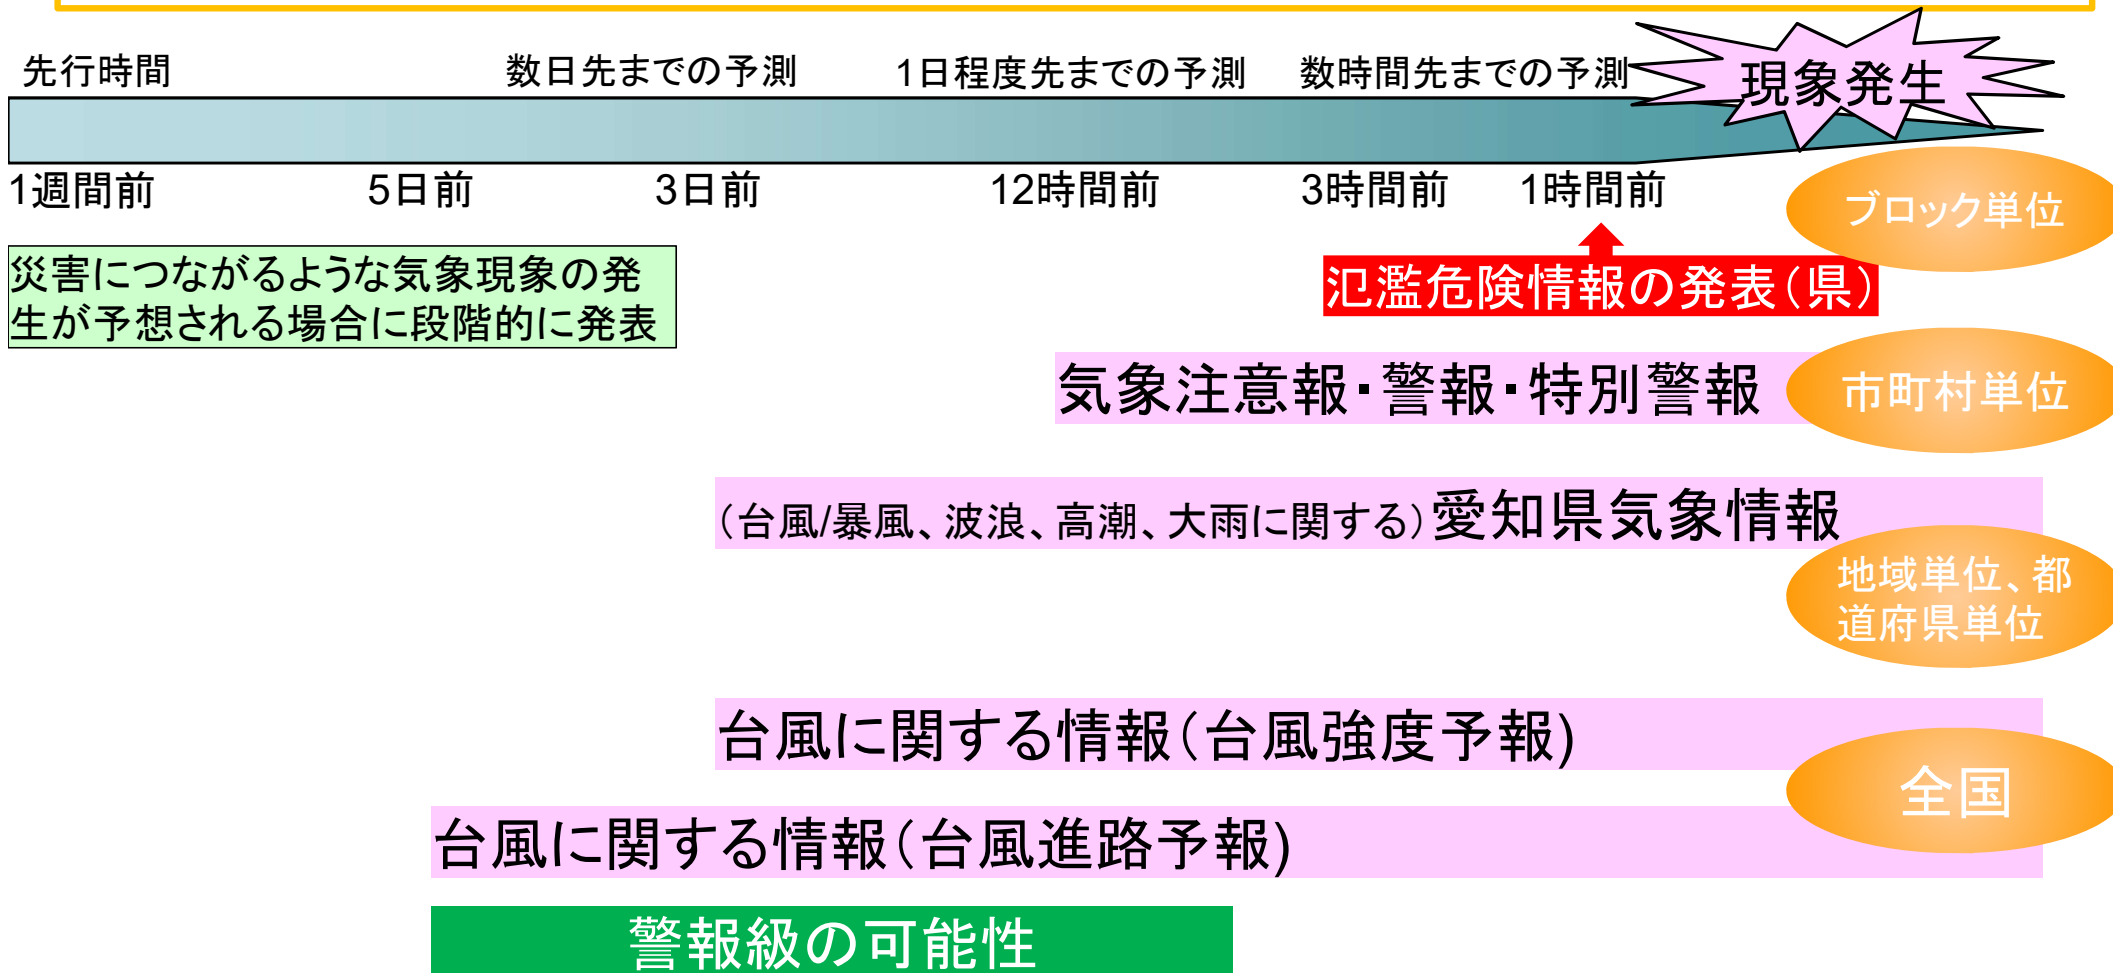 先行時間
数日先までの予測
1日程度先までの予測
数時間先までの予測
現象発生
1週間前
5日前
3日前
12時間前
3時間前
1時間前
ブロック単位
災害につながるような気象現象の発
生が予想される場合に段階的に発表
氾濫危険情報の発表（県）
気象注意報・警報・特別警報
市町村単位
（台風/暴風、波浪、高潮、大雨に関する）愛知県気象情報
地域単位、都
道府県単位
台風に関する情報（台風強度予報)
全国
台風に関する情報（台風進路予報)
警報級の可能性